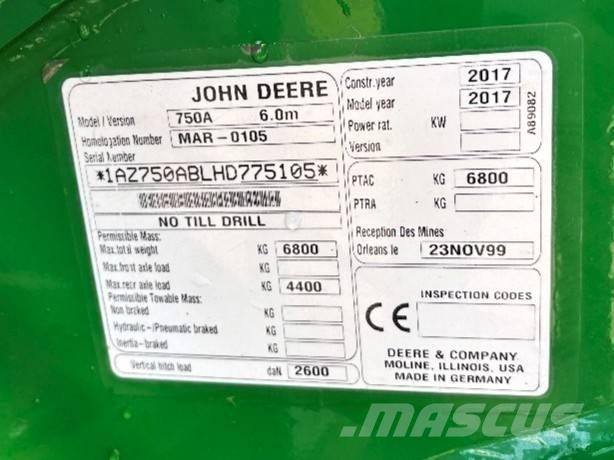 JOHN DEERE
Model / Version 750A 6.0m
Homologation Number MAR-0105
Serial Number
*1AZ750ABLHD775105*
NO TILL DRILL
Permissible Mass:
Max.total weight KG 6800
Max.front axle load KG
Max.rear axle load KG 4400
Permissible Towable Mass:
Non braked KG
Hydraulic-/Pneumatic braked KG
Inertia-braked KG
Vertical hitch load daN 2600
Constr.year 2017
Model year 2017
Power rat. KW
Version
A89082
PTAC KG 6800
PTRA KG
Reception Des Mines
Orleans le 23NOV99
INSPECTION CODES
CE
DEERE & COMPANY
MOLINE, ILLINOIS, USA
MADE IN GERMANY
MASCUS